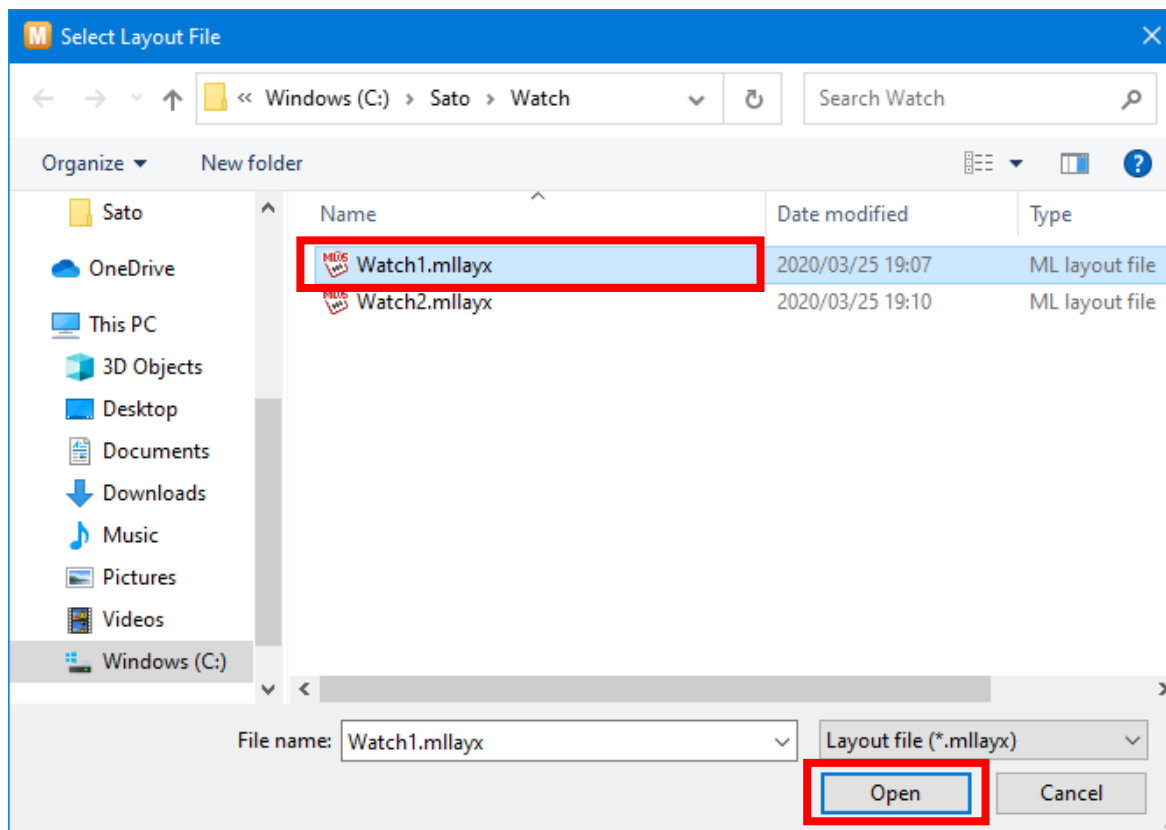 M Select Layout File
« Windows (C:) > Sato > Watch Search Watch
Organize New folder ?
Name Date modified Type
Sato
OneDrive
This PC
3D Objects
Desktop
Documents
Downloads
Music
Pictures
Videos
Windows (C:)
Watch1.mllayx 2020/03/25 19:07 ML layout file
Watch2.mllayx 2020/03/25 19:10 ML layout file
File name: Watch1.mllayx Layout file (*.mllayx)
Open Cancel